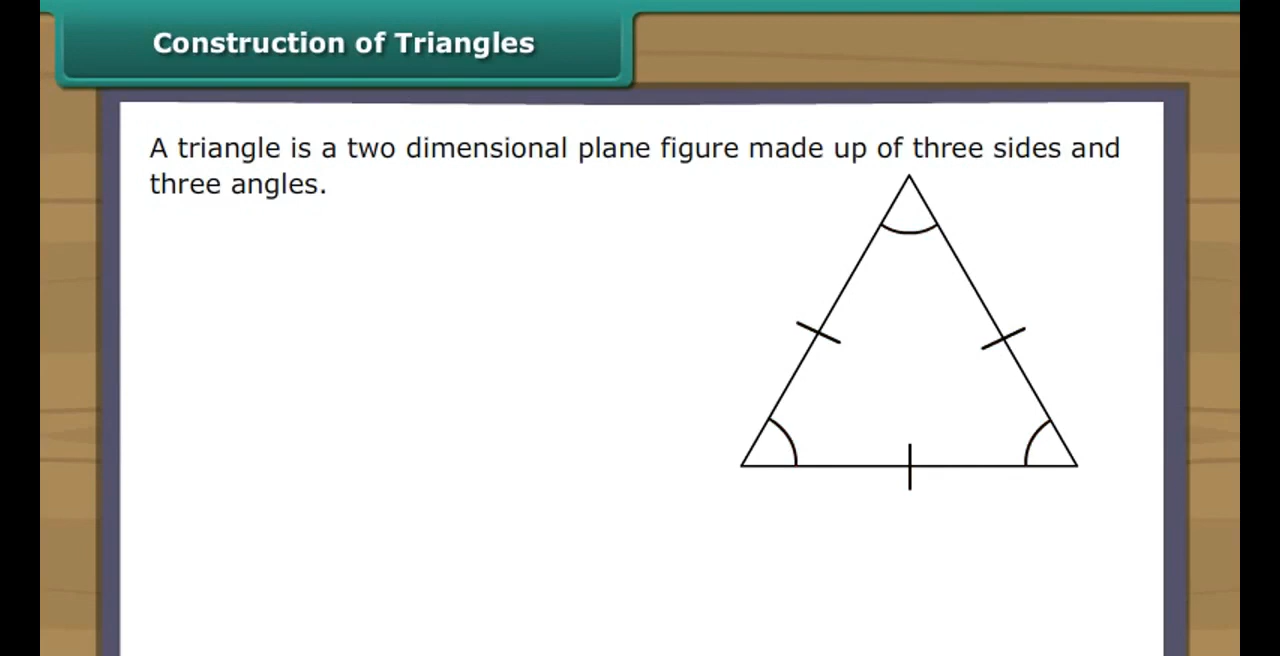 Construction of Triangles
A triangle is a two dimensional plane figure made up of three sides and
three angles.